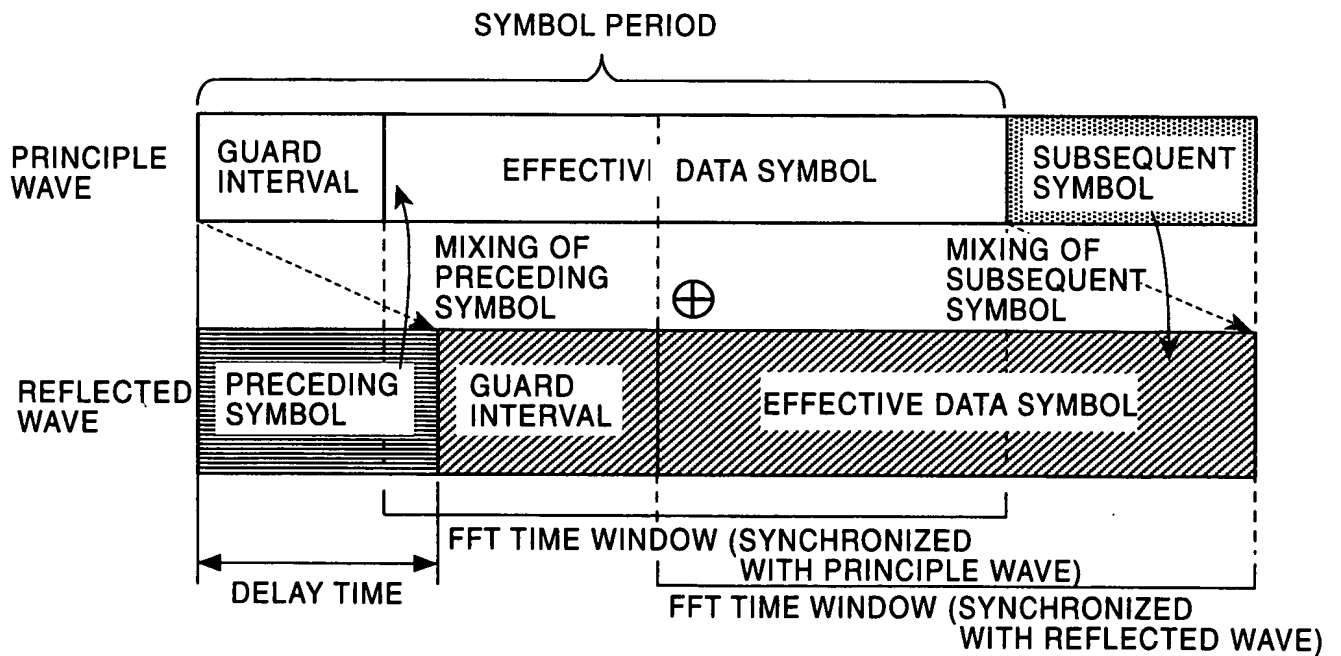 SYMBOL PERIOD
PRINCIPLE
WAVE
GUARD
INTERVAL
EFFECTIVE DATA SYMBOL
SUBSEQUENT
SYMBOL
MIXING OF
PRECEDING
SYMBOL
MIXING OF
SUBSEQUENT
SYMBOL
REFLECTED
WAVE
PRECEDING
SYMBOL
GUARD
INTERVAL
EFFECTIVE DATA SYMBOL
FFT TIME WINDOW (SYNCHRONIZED
WITH PRINCIPLE WAVE)
DELAY TIME
FFT TIME WINDOW (SYNCHRONIZED
WITH REFLECTED WAVE)